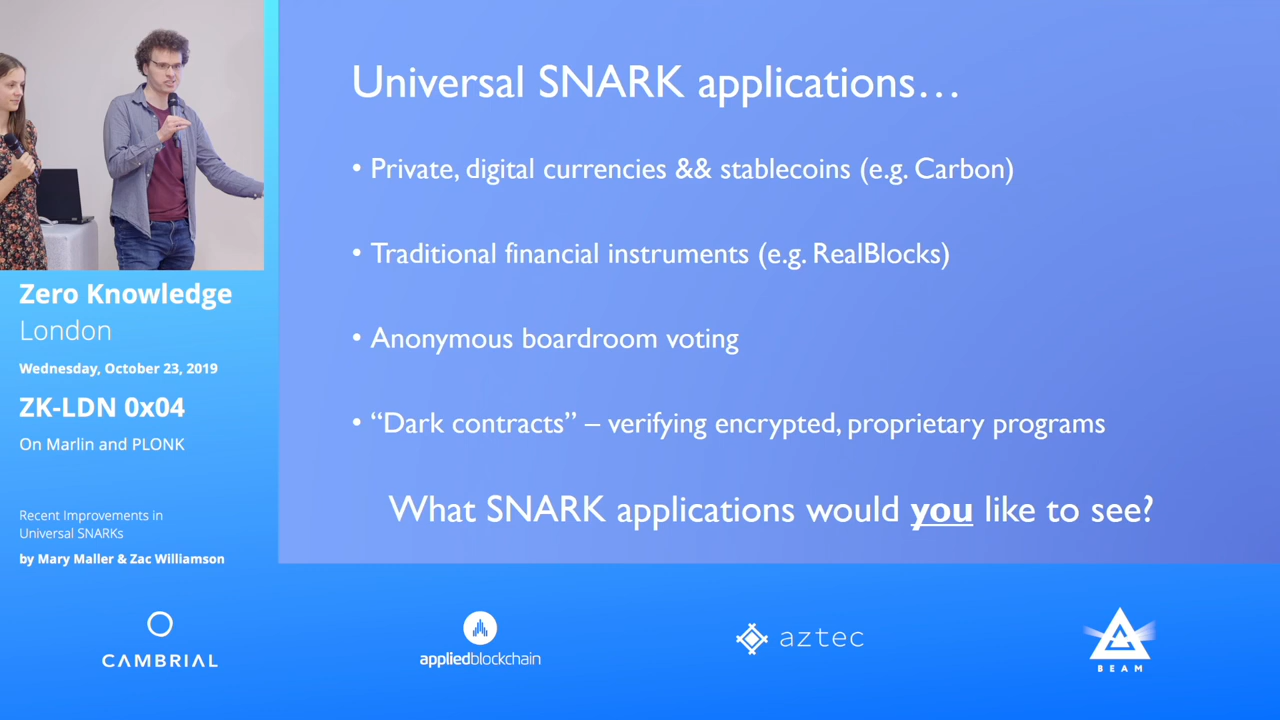 Universal SNARK applications…
• Private, digital currencies && stablecoins (e.g. Carbon)
• Traditional financial instruments (e.g. RealBlocks)
• Anonymous boardroom voting
• “Dark contracts” – verifying encrypted, proprietary programs
What SNARK applications would you like to see?
Zero Knowledge
London
Wednesday, October 23, 2019
ZK-LDN 0x04
On Marlin and PLONK
Recent Improvements in
Universal SNARKs
by Mary Maller & Zac Williamson
CAMBRIAL
appliedblockchain
aztec
BEAM